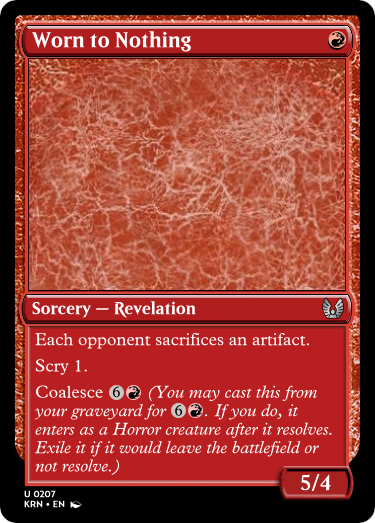 Worn to Nothing
Sorcery — Revelation
Each opponent sacrifices an artifact.
Scry 1.
Coalesce 6 (You may cast this from
your graveyard for 6 . If you do, it
enters as a Horror creature after it resolves.
Exile it if it would leave the battlefield or
not resolve.)
5/4
U 0207
KRN • EN